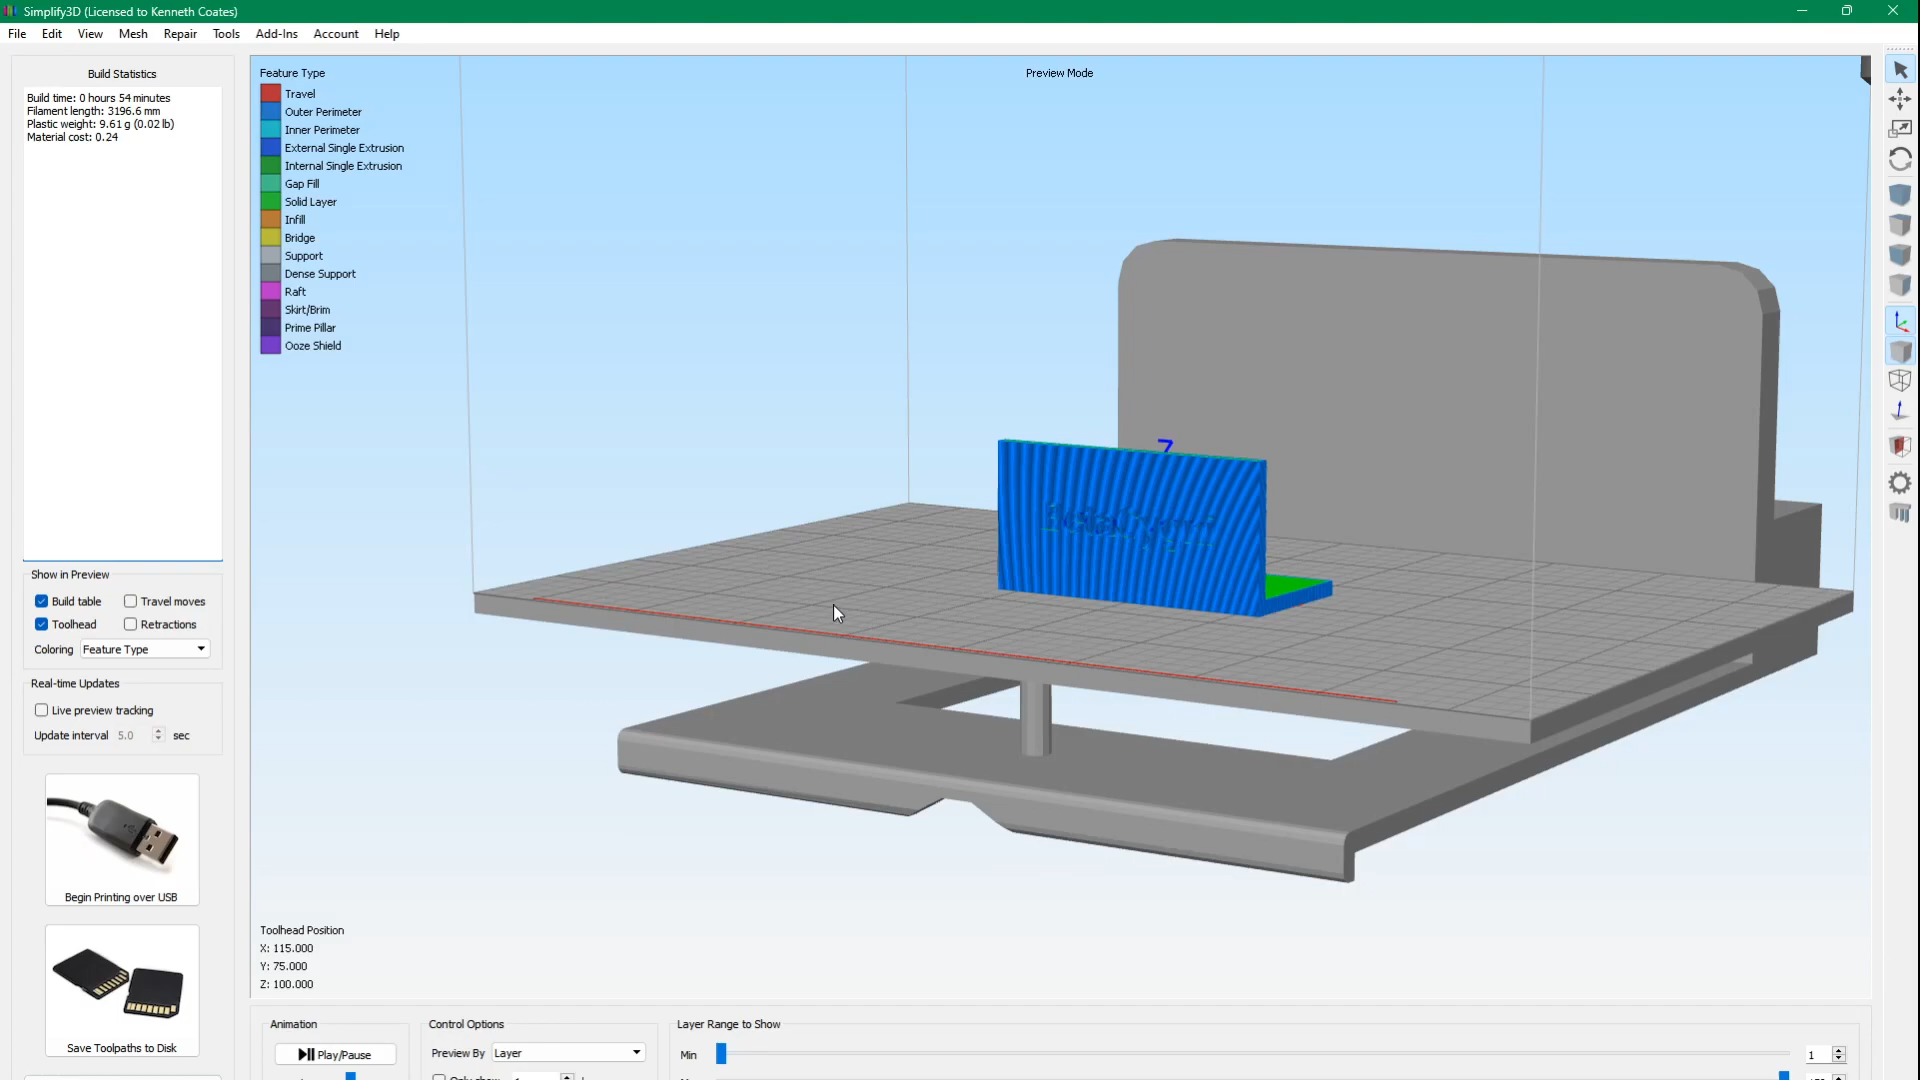 Simplify3D (Licensed to Kenneth Coates)
File Edit View Mesh Repair Tools Add-Ins Account Help
Build Statistics
Build time: 0 hours 54 minutes
Filament length: 3196.6 mm
Plastic weight: 9.61 g (0.02 lb)
Material cost: 0.24
Show in Preview
Build table Travel moves
Toolhead Retractions
Coloring Feature Type
Real-time Updates
Live preview tracking
Update interval 5.0 sec
Begin Printing over USB
Save Toolpaths to Disk
Feature Type
Travel
Outer Perimeter
Inner Perimeter
External Single Extrusion
Internal Single Extrusion
Gap Fill
Solid Layer
Infill
Bridge
Support
Dense Support
Raft
Skirt/Brim
Prime Pillar
Ooze Shield
Preview Mode
Z
Toolhead Position
X: 115.000
Y: 75.000
Z: 100.000
Animation
Play/Pause
Control Options
Preview By Layer
Layer Range to Show
Min 1